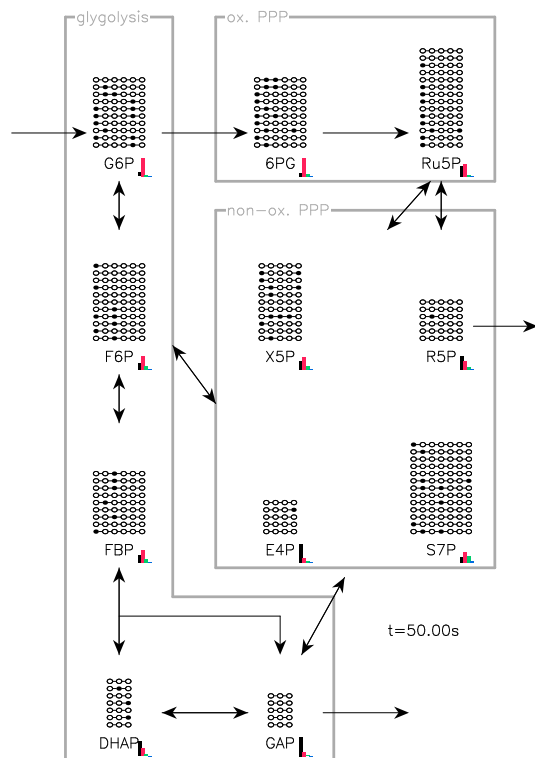 glygolysis
ox. PPP
G6P
6PG
Ru5P
non-ox. PPP
F6P
X5P
R5P
FBP
E4P
S7P
t=50.00s
DHAP
GAP